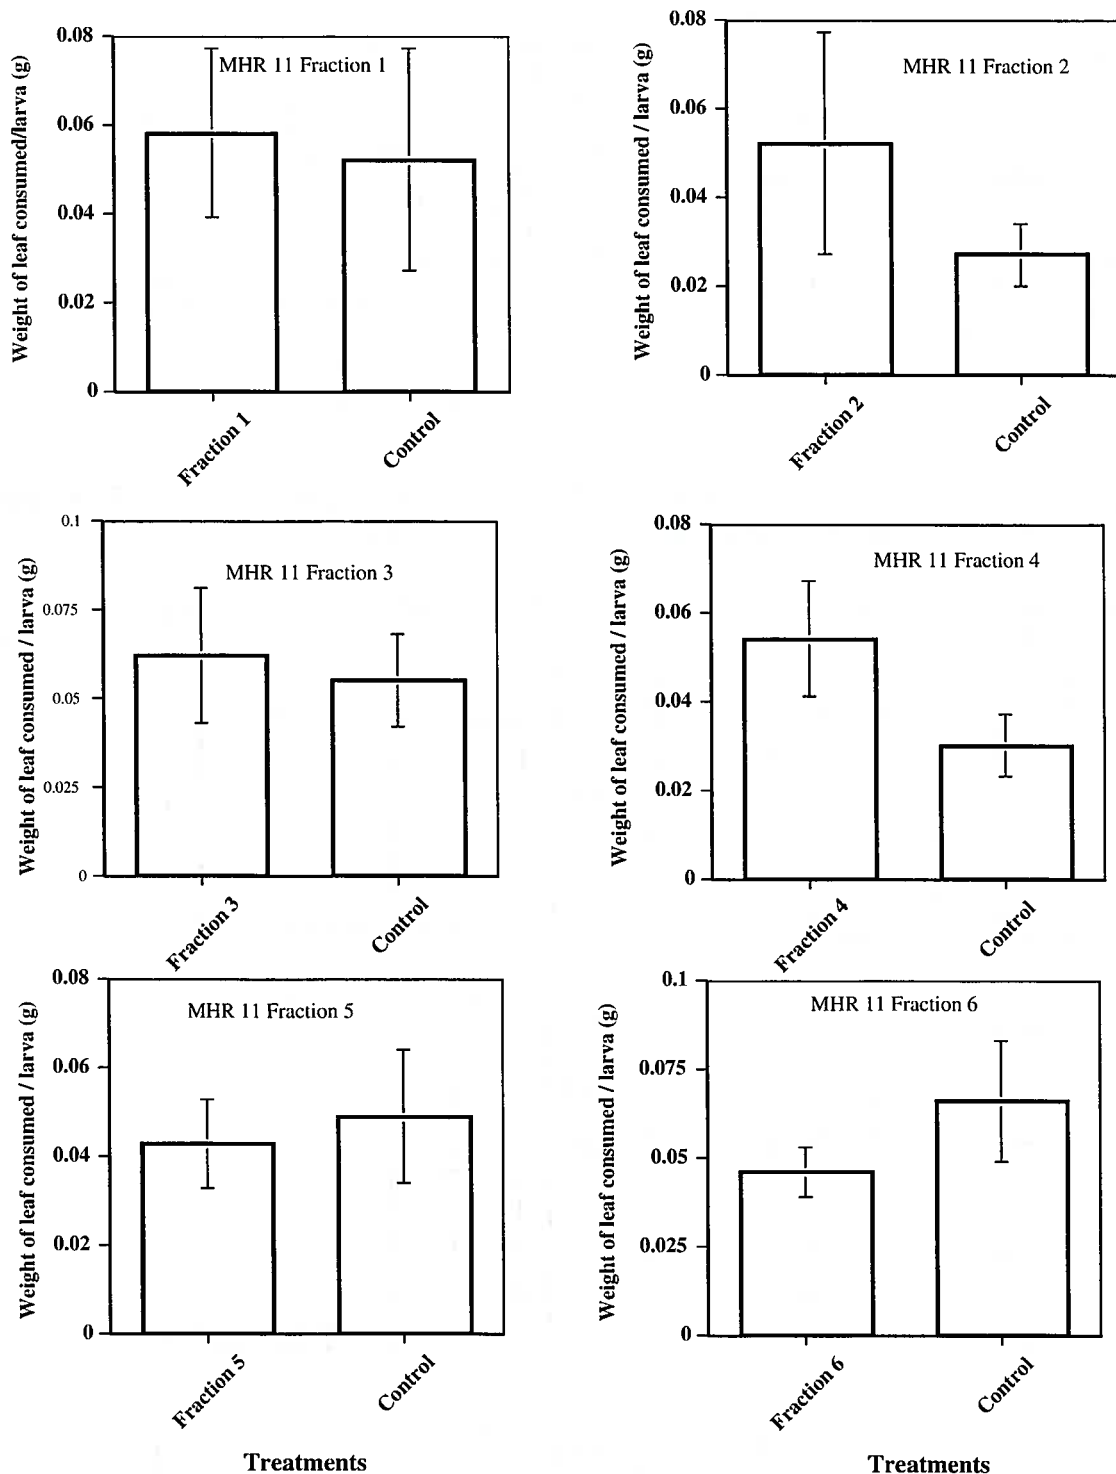 Weight of leaf consumed/larva (g)
0.08
0.06
0.04
0.02
0
MHR 11 Fraction 1
Fraction 1
Control
Weight of leaf consumed / larva (g)
0.08
0.06
0.04
0.02
0
MHR 11 Fraction 2
Fraction 2
Control
Weight of leaf consumed / larva (g)
0.1
0.075
0.05
0.025
0
MHR 11 Fraction 3
Fraction 3
Control
Weight of leaf consumed / larva (g)
0.08
0.06
0.04
0.02
0
MHR 11 Fraction 4
Fraction 4
Control
Weight of leaf consumed / larva (g)
0.08
0.06
0.04
0.02
0
MHR 11 Fraction 5
Fraction 5
Control
Treatments
Weight of leaf consumed / larva (g)
0.1
0.075
0.05
0.025
0
MHR 11 Fraction 6
Fraction 6
Control
Treatments